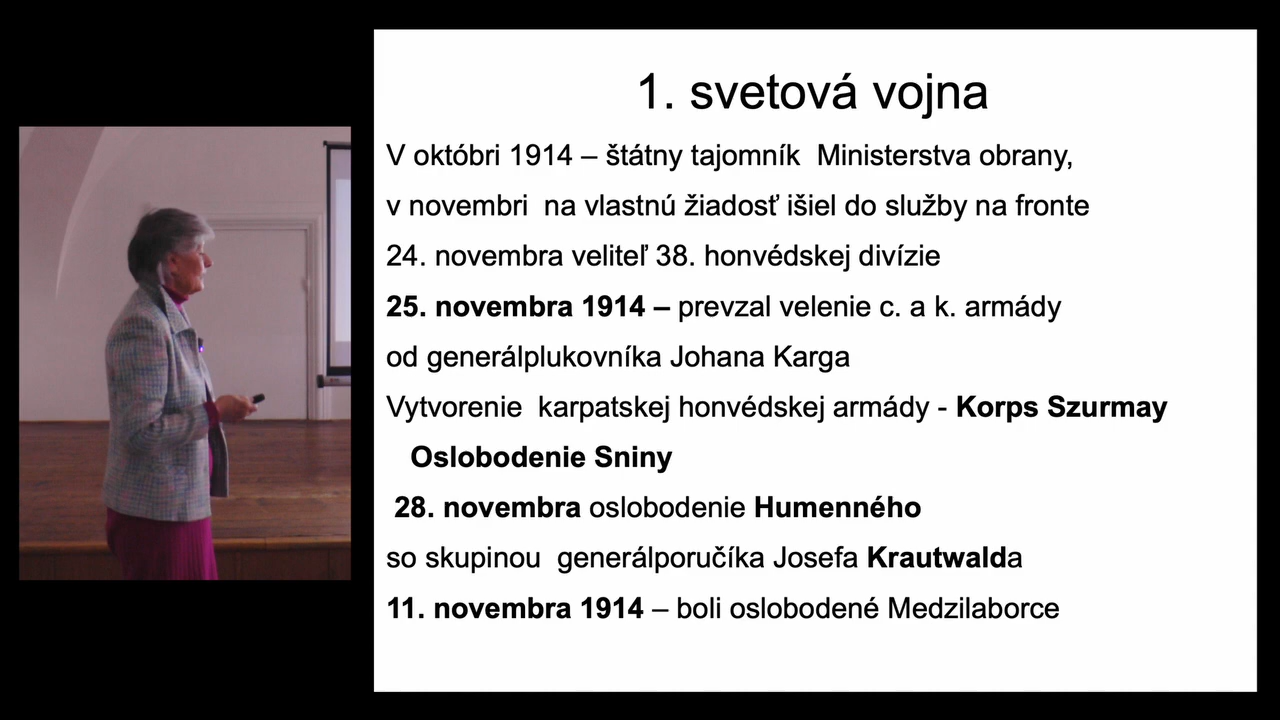 1. svetová vojna
V októbri 1914 – štátny tajomník  Ministerstva obrany,
v novembri  na vlastnú žiadosť išiel do služby na fronte
24. novembra veliteľ 38. honvédskej divízie
25. novembra 1914 – prevzal velenie c. a k. armády
od generálplukovníka Johana Karga
Vytvorenie  karpatskej honvédskej armády - Korps Szurmay
Oslobodenie Sniny
28. novembra oslobodenie Humenného
so skupinou  generálporučíka Josefa Krautwalda
11. novembra 1914 – boli oslobodené Medzilaborce